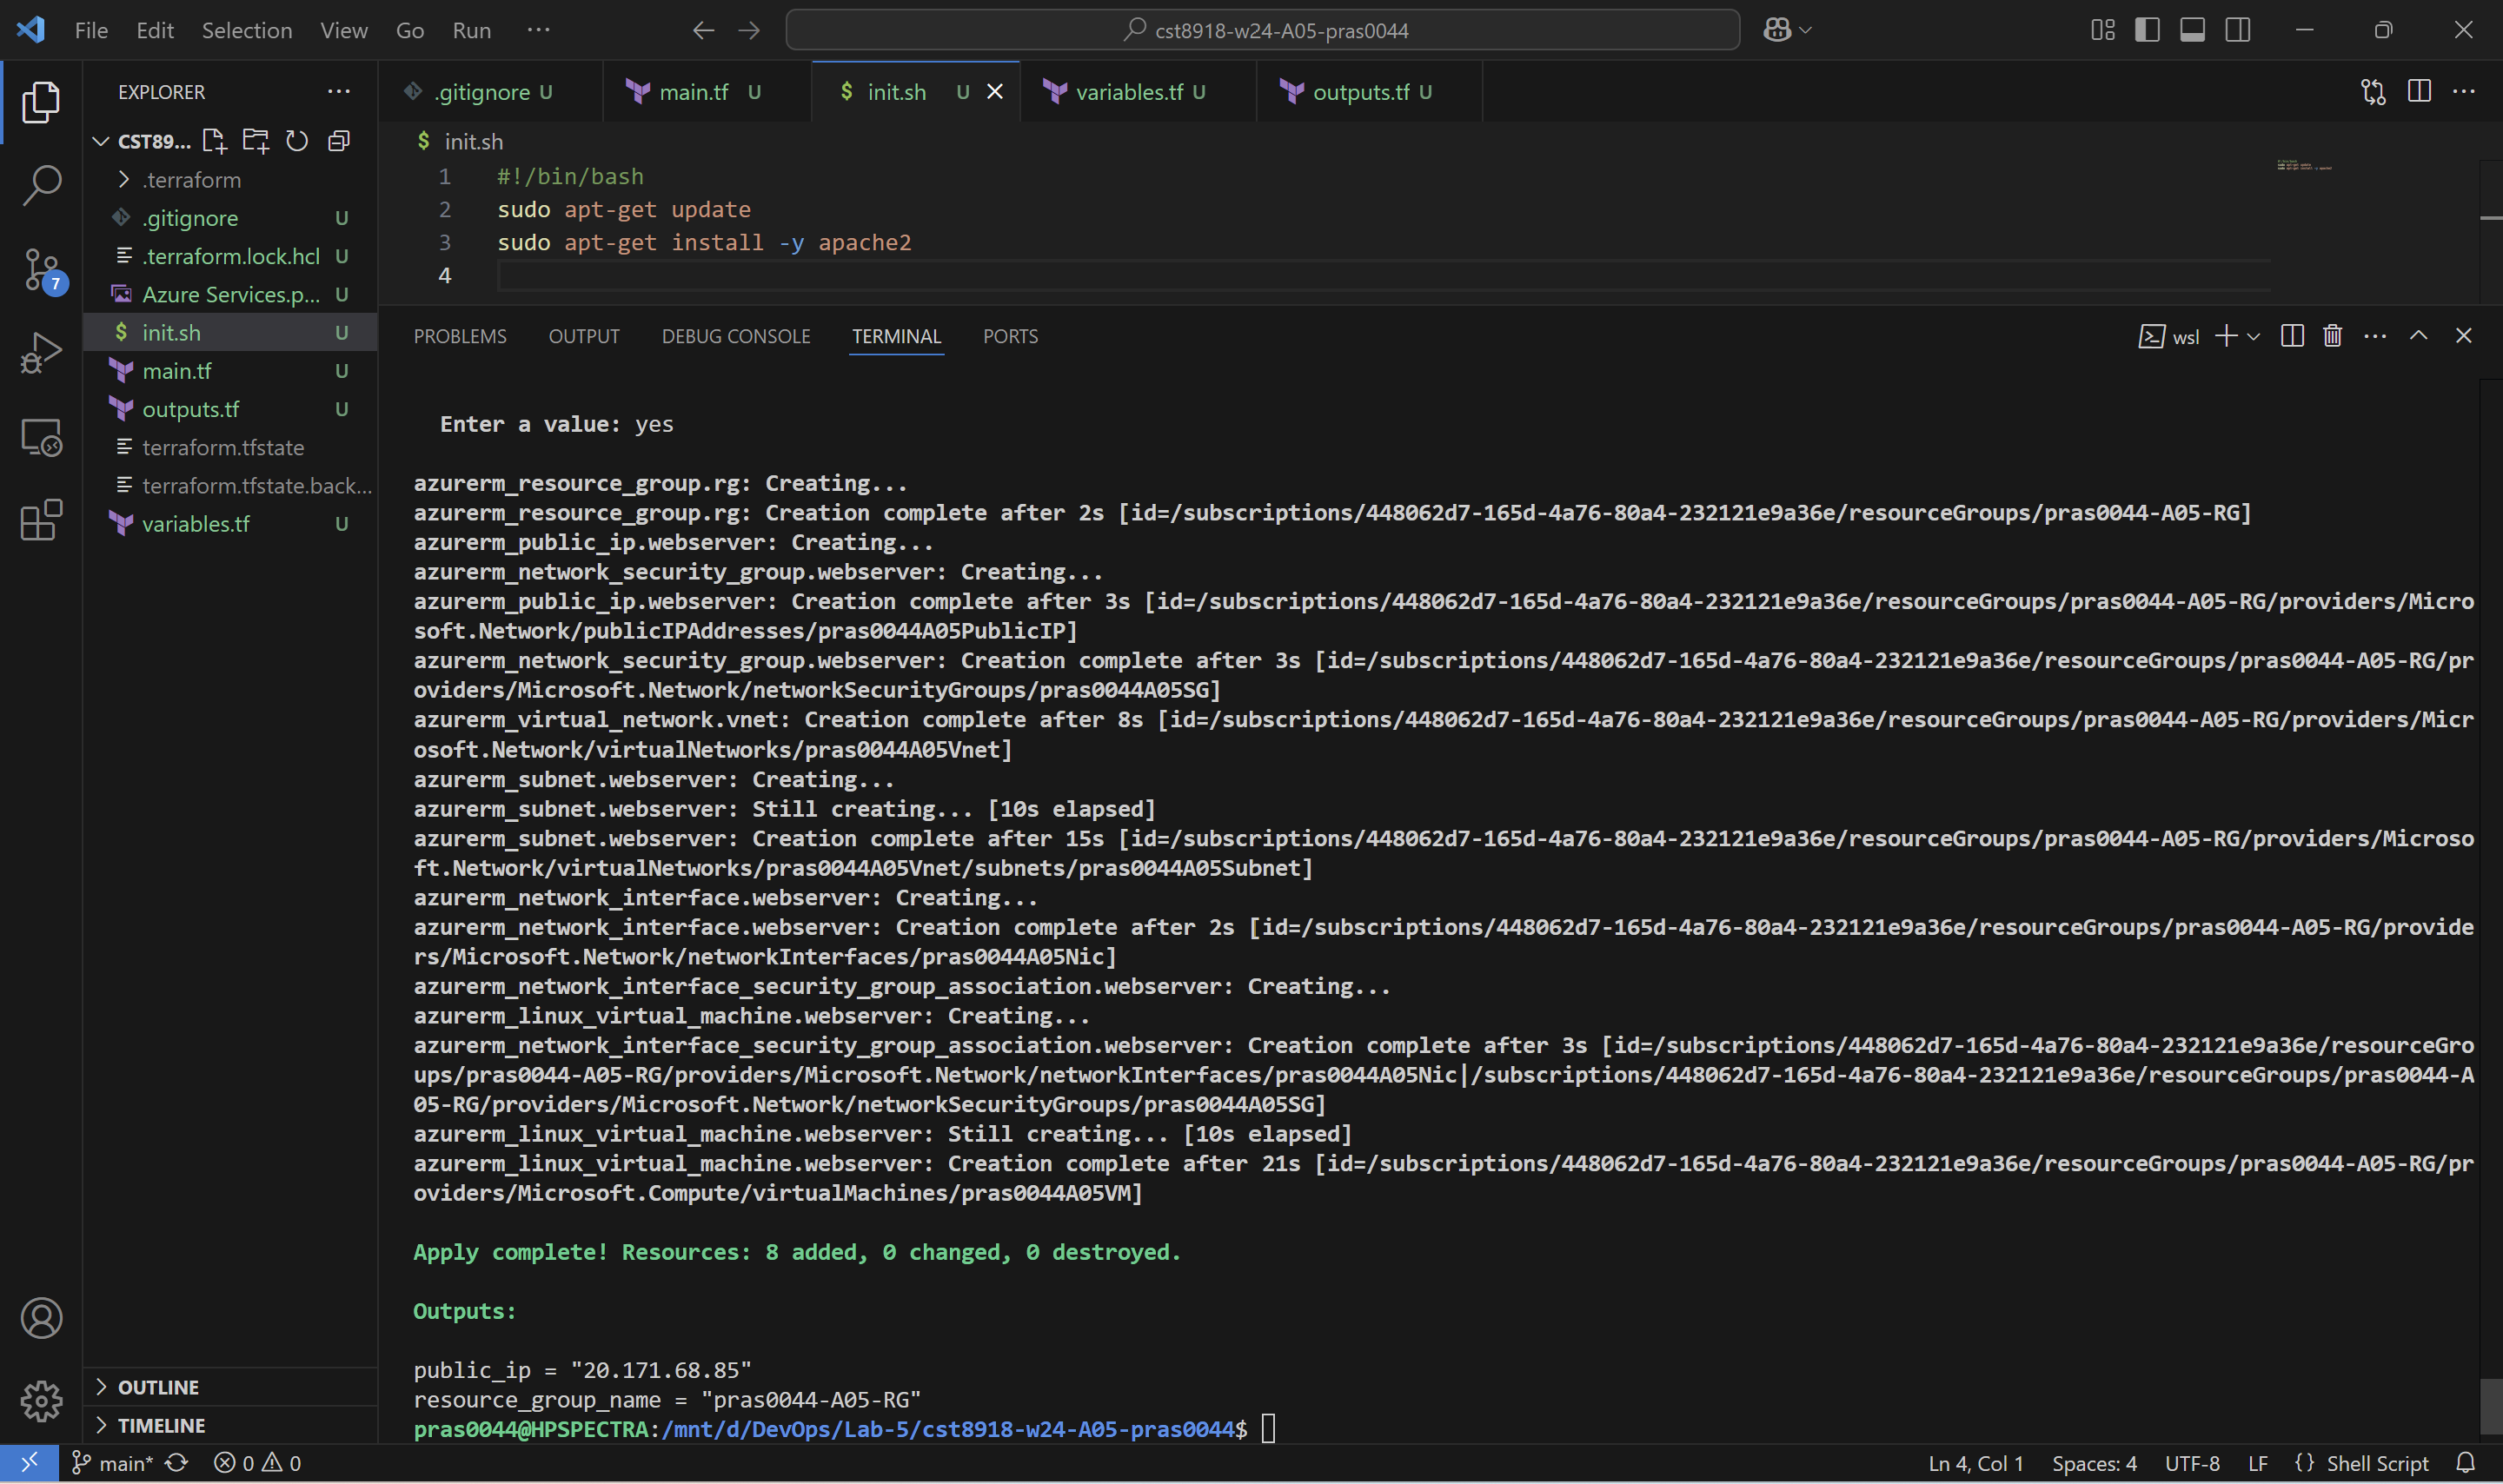 File Edit Selection View Go Run ···
cst8918-w24-A05-pras0044
EXPLORER
CST89...
.terraform
.gitignore U
.terraform.lock.hcl U
Azure Services.p... U
$ init.sh U
main.tf U
outputs.tf U
terraform.tfstate
terraform.tfstate.back...
variables.tf U
OUTLINE
TIMELINE
7
.gitignore U
main.tf U
$ init.sh U
variables.tf U
outputs.tf U
$ init.sh
1 #!/bin/bash
2 sudo apt-get update
3 sudo apt-get install -y apache2
4
PROBLEMS OUTPUT DEBUG CONSOLE TERMINAL PORTS
wsl
Enter a value: yes
azurerm_resource_group.rg: Creating...
azurerm_resource_group.rg: Creation complete after 2s [id=/subscriptions/448062d7-165d-4a76-80a4-232121e9a36e/resourceGroups/pras0044-A05-RG]
azurerm_public_ip.webserver: Creating...
azurerm_network_security_group.webserver: Creating...
azurerm_public_ip.webserver: Creation complete after 3s [id=/subscriptions/448062d7-165d-4a76-80a4-232121e9a36e/resourceGroups/pras0044-A05-RG/providers/Micro
soft.Network/publicIPAddresses/pras0044A05PublicIP]
azurerm_network_security_group.webserver: Creation complete after 3s [id=/subscriptions/448062d7-165d-4a76-80a4-232121e9a36e/resourceGroups/pras0044-A05-RG/pr
oviders/Microsoft.Network/networkSecurityGroups/pras0044A05SG]
azurerm_virtual_network.vnet: Creation complete after 8s [id=/subscriptions/448062d7-165d-4a76-80a4-232121e9a36e/resourceGroups/pras0044-A05-RG/providers/Micr
osoft.Network/virtualNetworks/pras0044A05Vnet]
azurerm_subnet.webserver: Creating...
azurerm_subnet.webserver: Still creating... [10s elapsed]
azurerm_subnet.webserver: Creation complete after 15s [id=/subscriptions/448062d7-165d-4a76-80a4-232121e9a36e/resourceGroups/pras0044-A05-RG/providers/Microso
ft.Network/virtualNetworks/pras0044A05Vnet/subnets/pras0044A05Subnet]
azurerm_network_interface.webserver: Creating...
azurerm_network_interface.webserver: Creation complete after 2s [id=/subscriptions/448062d7-165d-4a76-80a4-232121e9a36e/resourceGroups/pras0044-A05-RG/provide
rs/Microsoft.Network/networkInterfaces/pras0044A05Nic]
azurerm_network_interface_security_group_association.webserver: Creating...
azurerm_linux_virtual_machine.webserver: Creating...
azurerm_network_interface_security_group_association.webserver: Creation complete after 3s [id=/subscriptions/448062d7-165d-4a76-80a4-232121e9a36e/resourceGro
ups/pras0044-A05-RG/providers/Microsoft.Network/networkInterfaces/pras0044A05Nic|/subscriptions/448062d7-165d-4a76-80a4-232121e9a36e/resourceGroups/pras0044-A
05-RG/providers/Microsoft.Network/networkSecurityGroups/pras0044A05SG]
azurerm_linux_virtual_machine.webserver: Still creating... [10s elapsed]
azurerm_linux_virtual_machine.webserver: Creation complete after 21s [id=/subscriptions/448062d7-165d-4a76-80a4-232121e9a36e/resourceGroups/pras0044-A05-RG/pr
oviders/Microsoft.Compute/virtualMachines/pras0044A05VM]
Apply complete! Resources: 8 added, 0 changed, 0 destroyed.
Outputs:
public_ip = "20.171.68.85"
resource_group_name = "pras0044-A05-RG"
pras0044@HPSPECTRA:/mnt/d/DevOps/Lab-5/cst8918-w24-A05-pras0044$
main* 0 0 Ln 4, Col 1 Spaces: 4 UTF-8 LF {} Shell Script